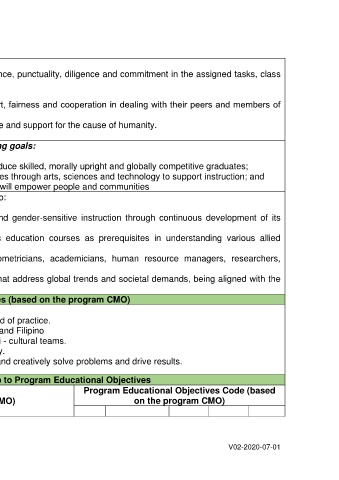 nce, punctuality, diligence and commitment in the assigned tasks, class
t, fairness and cooperation in dealing with their peers and members of
e and support for the cause of humanity.
ng goals:
duce skilled, morally upright and globally competitive graduates;
es through arts, sciences and technology to support instruction; and
will empower people and communities
o:
nd gender-sensitive instruction through continuous development of its
s education courses as prerequisites in understanding various allied
ometricians, academicians, human resource managers, researchers,
hat address global trends and societal demands, being aligned with the
es (based on the program CMO)
d of practice.
and Filipino
i - cultural teams.
y.
and creatively solve problems and drive results.
p to Program Educational Objectives
MO)
Program Educational Objectives Code (based
on the program CMO)
V02-2020-07-01